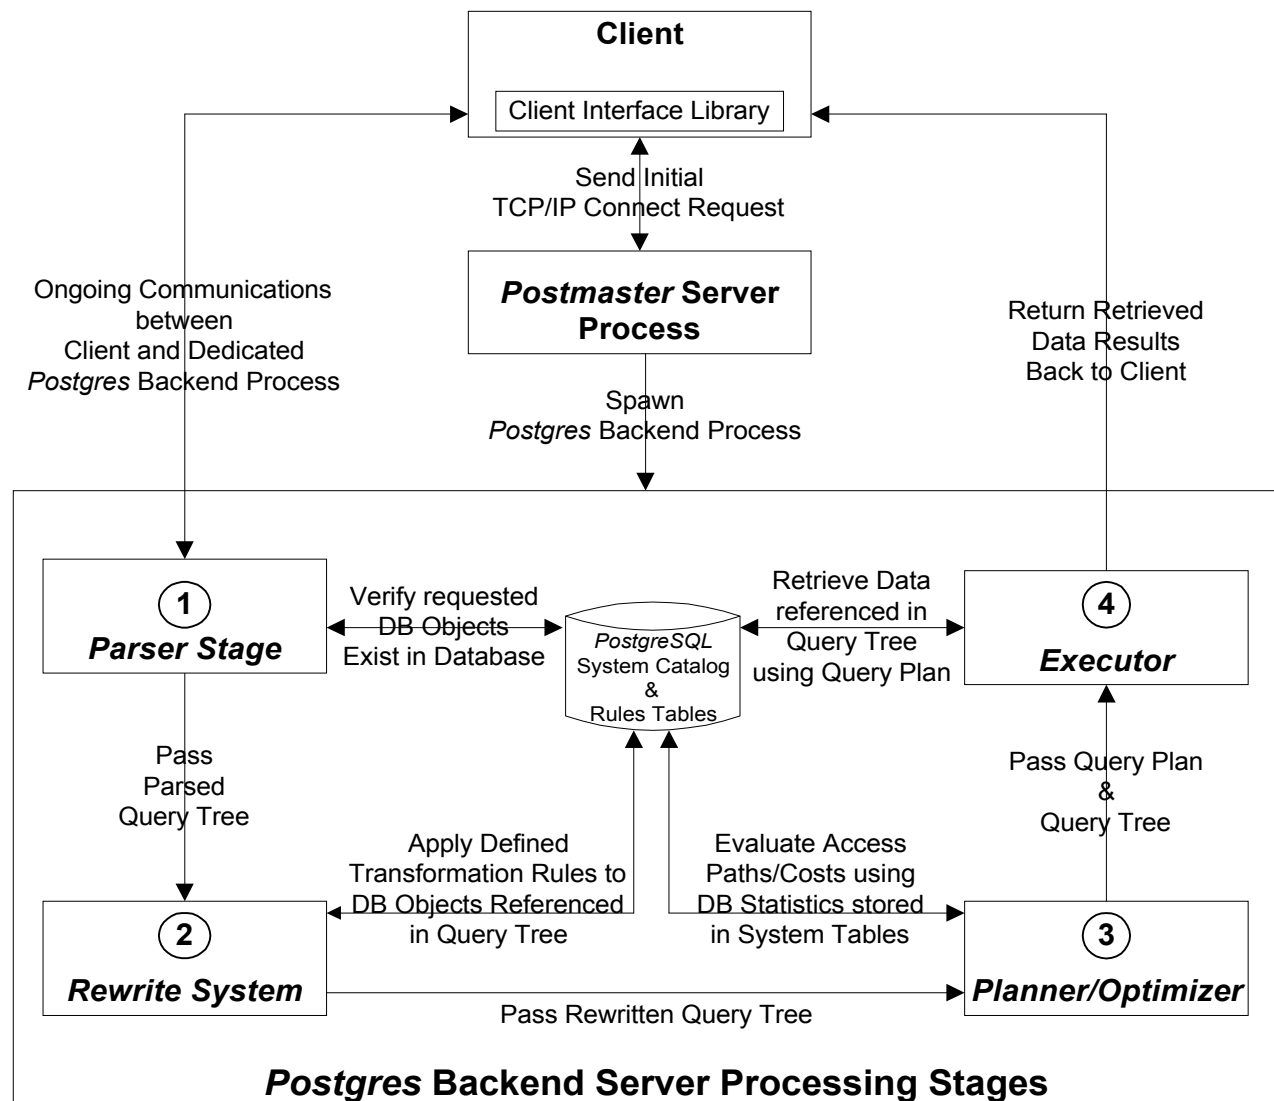 Client
Client Interface Library
Send Initial
TCP/IP Connect Request
Postmaster Server
Process
Ongoing Communications
between
Client and Dedicated
Postgres Backend Process
Return Retrieved
Data Results
Back to Client
Spawn
Postgres Backend Process
1
Parser Stage
Verify requested
DB Objects
Exist in Database
PostgreSQL
System Catalog
&
Rules Tables
Retrieve Data
referenced in
Query Tree
using Query Plan
4
Executor
Pass
Parsed
Query Tree
Pass Query Plan
&
Query Tree
Apply Defined
Transformation Rules to
DB Objects Referenced
in Query Tree
Evaluate Access
Paths/Costs using
DB Statistics stored
in System Tables
2
Rewrite System
3
Planner/Optimizer
Pass Rewritten Query Tree
Postgres Backend Server Processing Stages